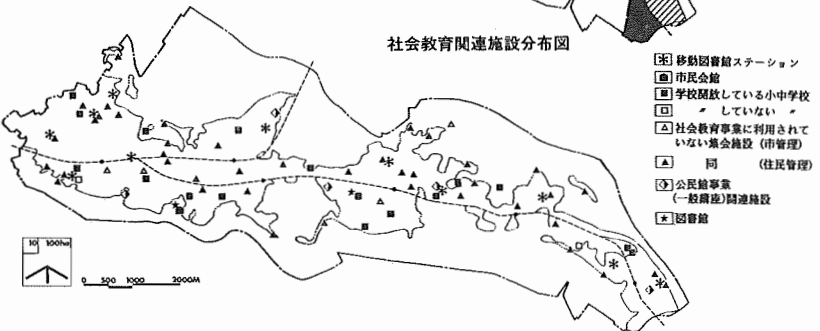 社会教育関連施設分布図
移動図書館ステーション
市民会館
学校開放している小中学校
〃 していない 〃
社会教育事業に利用されて
いない集会施設 (市管理)
同 (住民管理)
公民館事業
(一般講座)関連施設
図書館
10 100ha
0 500 1000 2000M